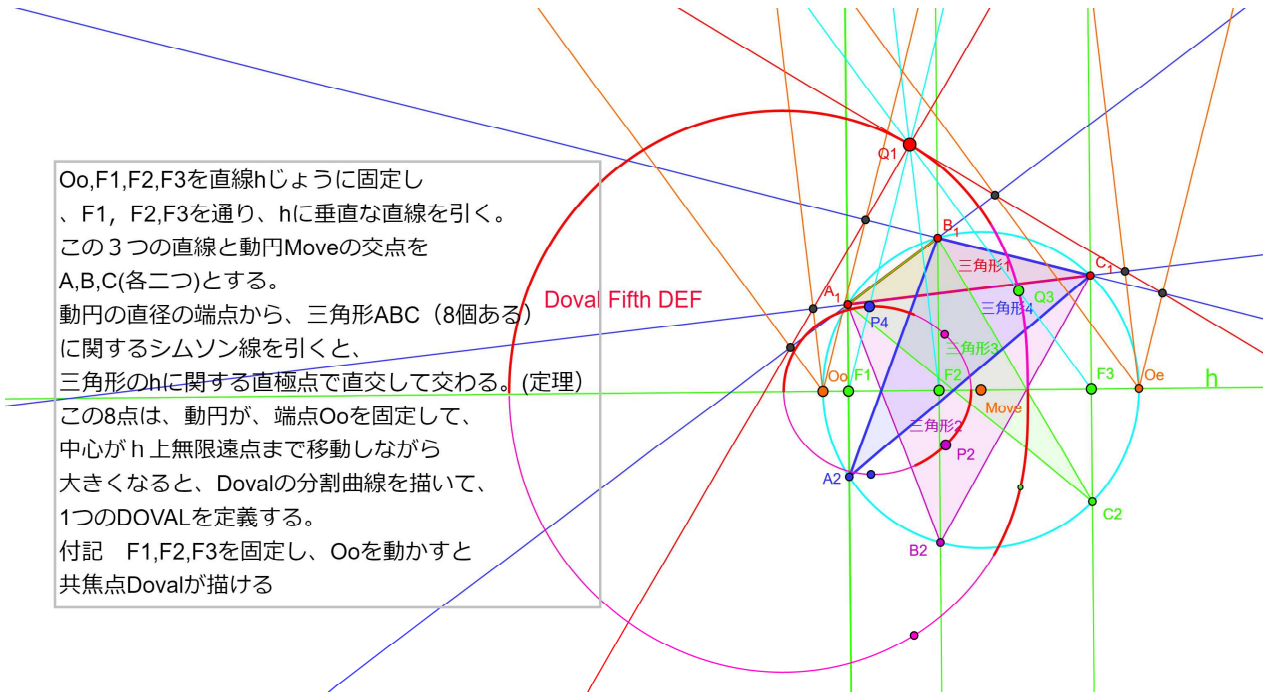 Oo,F1,F2,F3を直線hじょうに固定し
、F1，F2,F3を通り、hに垂直な直線を引く。
この３つの直線と動円Moveの交点を
A,B,C(各二つ)とする。
動円の直径の端点から、三角形ABC（8個ある）
に関するシムソン線を引くと、
三角形のhに関する直極点で直交して交わる。(定理）
この8点は、動円が、端点Ooを固定して、
中心がｈ上無限遠点まで移動しながら
大きくなると、Dovalの分割曲線を描いて、
1つのDOVALを定義する。
付記　F1,F2,F3を固定し、Ooを動かすと
共焦点Dovalが描ける
Doval Fifth DEF
Q1
B1
三角形1
C1
A1
Q3
P4
三角形4
三角形3
Oo
F1
F2
F3
Oe
h
Move
三角形2
P2
A2
C2
B2